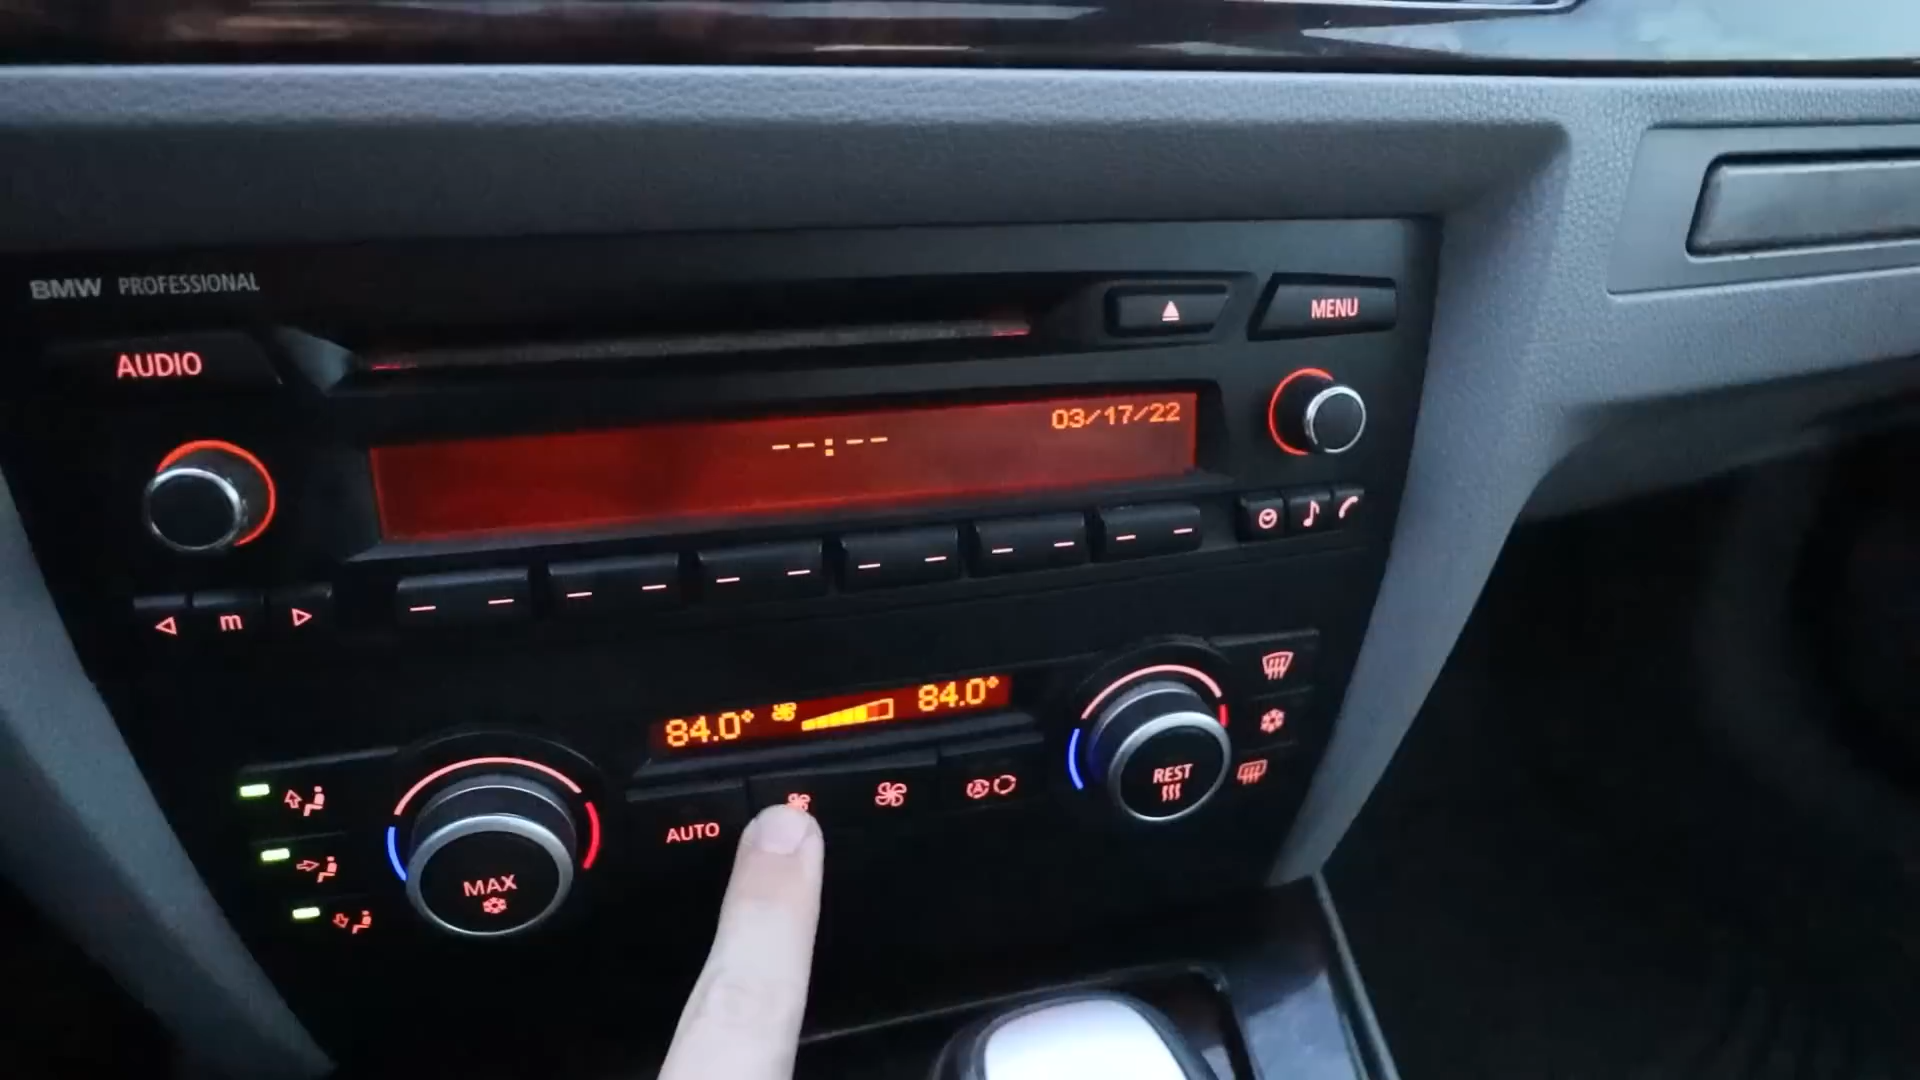 BMW PROFESSIONAL
MENU
AUDIO
03/17/22
--:--
m
84.0° 84.0°
AUTO
REST
MAX